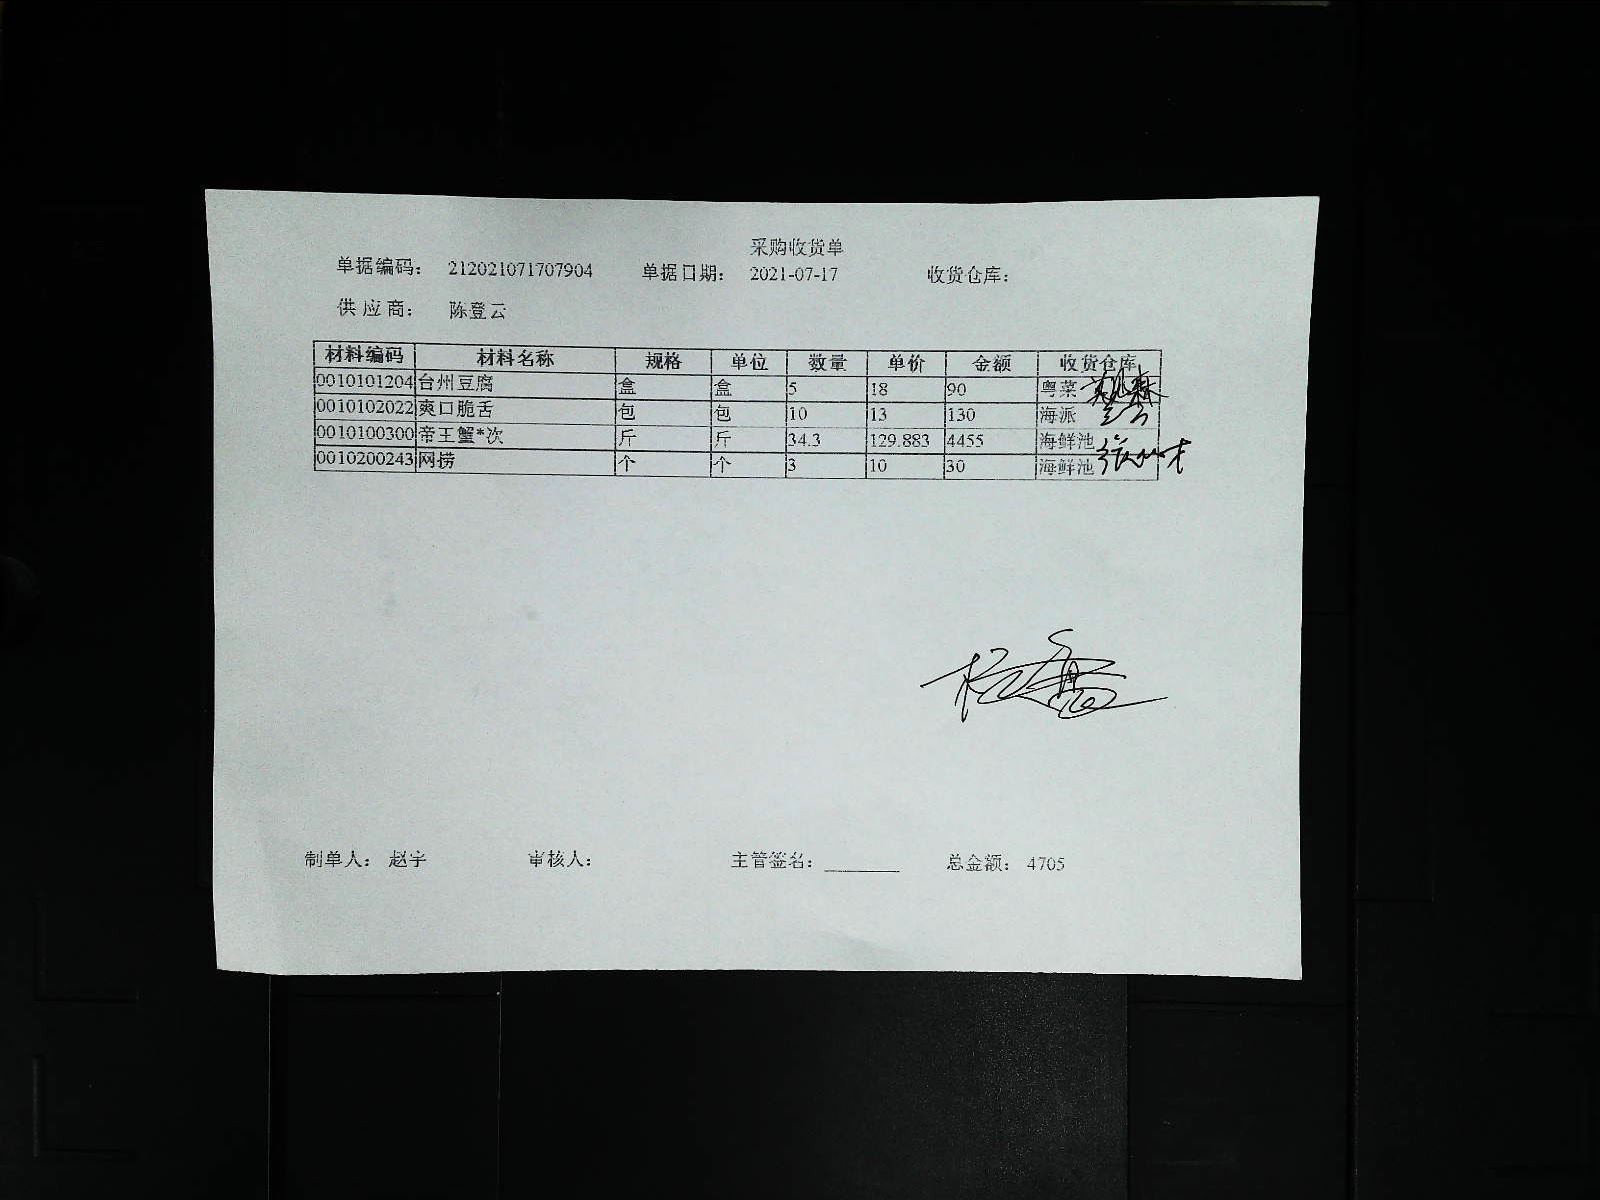 采购收货单
单据编码: 212021071707904 单据日期: 2021-07-17 收货仓库:
供应商: 陈登云
材料编码 材料名称 规格 单位 数量 单价 金额 收货仓库
0010101204 台州豆腐 盒 盒 5 18 90 粤菜
0010102022 爽口脆舌 包 包 10 13 130 海派
0010100300 帝王蟹*次 斤 斤 34.3 129.883 4455 海鲜池
0010200243 网捞 个 个 3 10 30 海鲜池
制单人: 赵宇 审核人: 主管签名: 总金额: 4705